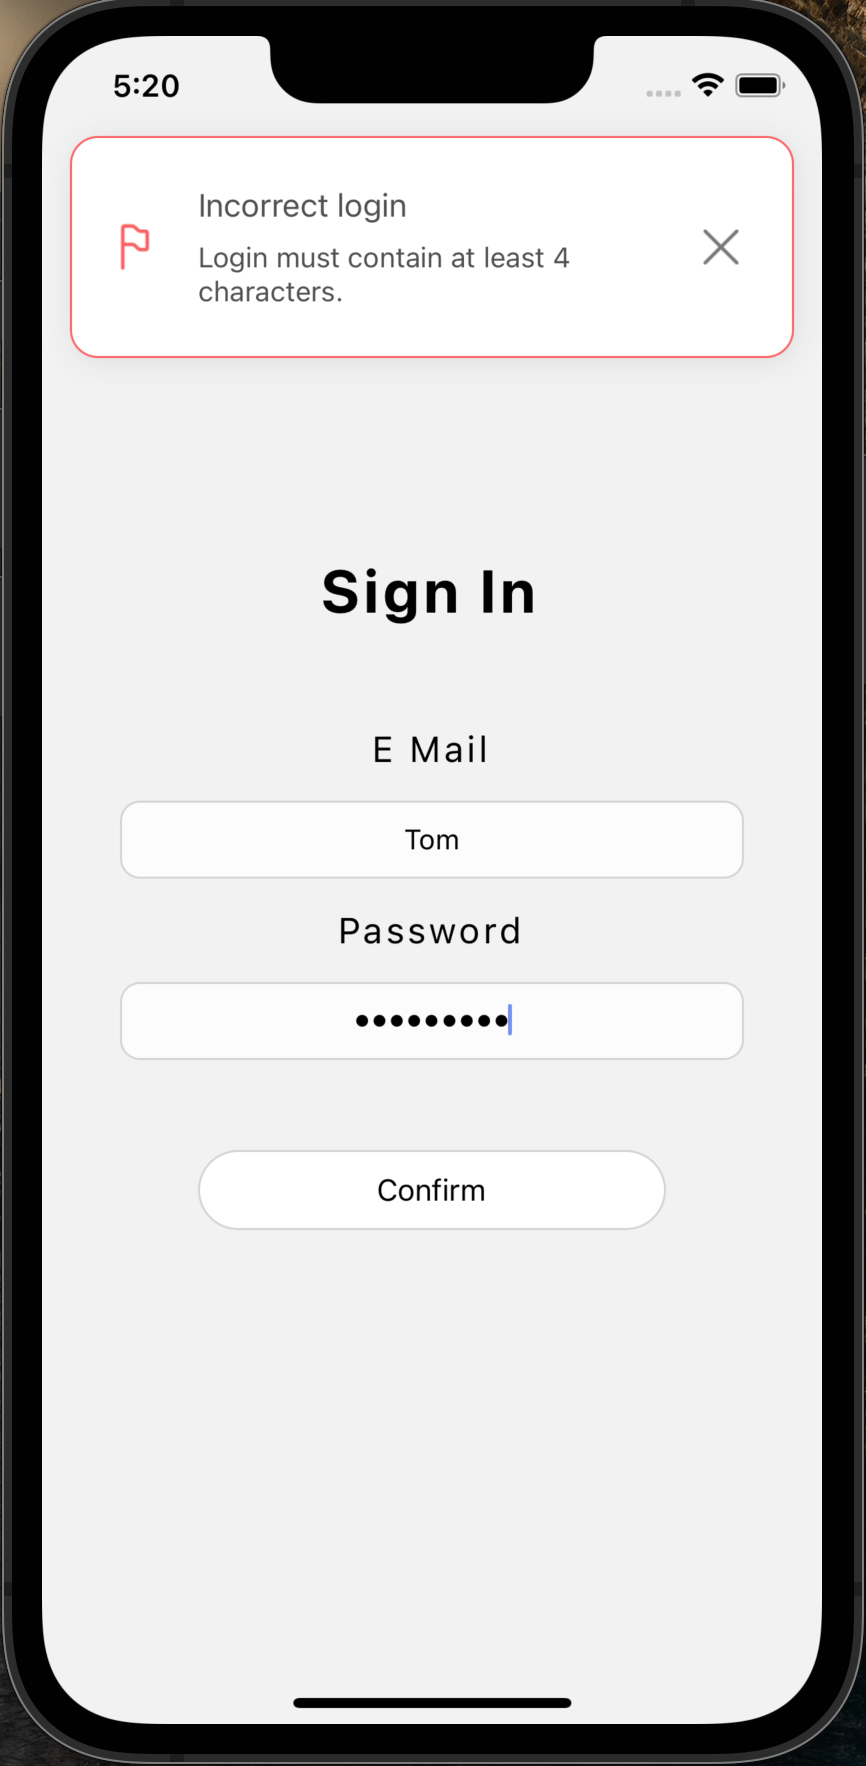 5:20
Incorrect login
Login must contain at least 4
characters.
Sign In
E Mail
Tom
Password
•••••••••
Confirm